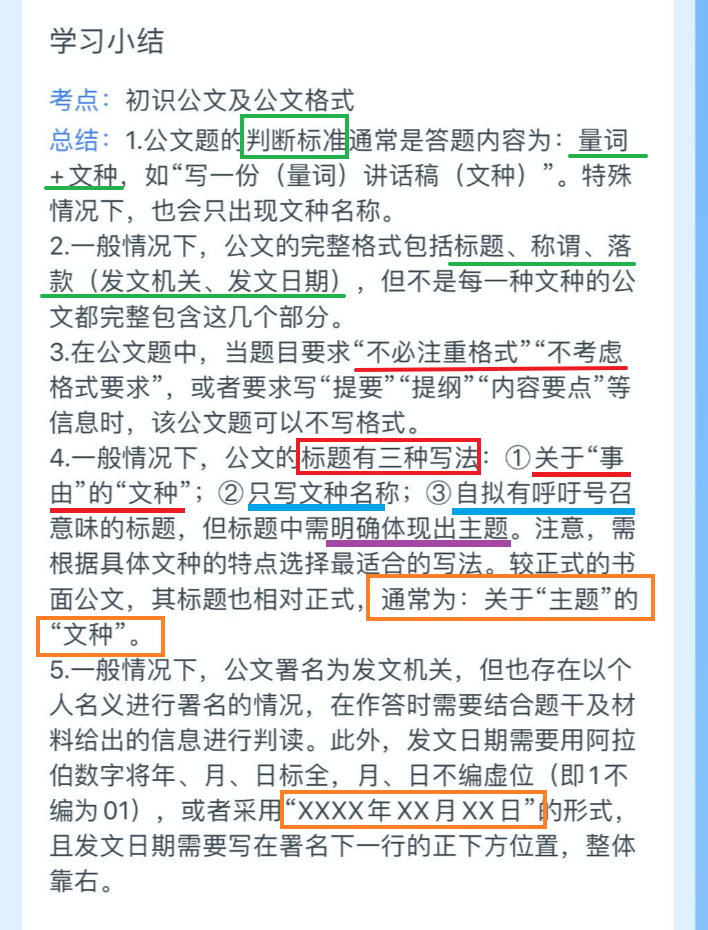 学习小结
考点：初识公文及公文格式
总结：1.公文题的判断标准通常是答题内容为：量词
+文种，如“写一份（量词）讲话稿（文种）”。特殊
情况下，也会只出现文种名称。
2.一般情况下，公文的完整格式包括标题、称谓、落
款（发文机关、发文日期），但不是每一种文种的公
文都完整包含这几个部分。
3.在公文题中，当题目要求“不必注重格式”“不考虑
格式要求”，或者要求写“提要”“提纲”“内容要点”等
信息时，该公文题可以不写格式。
4.一般情况下，公文的标题有三种写法：①关于“事
由”的“文种”；②只写文种名称；③自拟有呼吁号召
意味的标题，但标题中需明确体现出主题。注意，需
根据具体文种的特点选择最适合的写法。较正式的书
面公文，其标题也相对正式，通常为：关于“主题”的
“文种”。
5.一般情况下，公文署名为发文机关，但也存在以个
人名义进行署名的情况，在作答时需要结合题干及材
料给出的信息进行判读。此外，发文日期需要用阿拉
伯数字将年、月、日标全，月、日不编虚位（即1不
编为01），或者采用“XXXX年XX月XX日”的形式，
且发文日期需要写在署名下一行的正下方位置，整体
靠右。